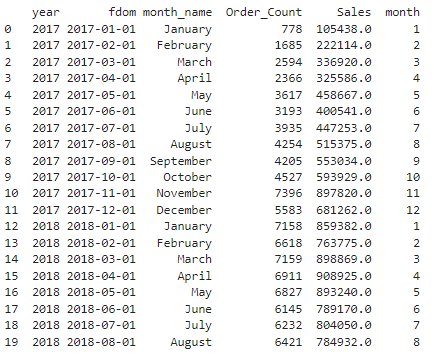 year fdom month_name Order_Count Sales month
0 2017 2017-01-01 January 778 105438.0 1
1 2017 2017-02-01 February 1685 222114.0 2
2 2017 2017-03-01 March 2594 336920.0 3
3 2017 2017-04-01 April 2366 325586.0 4
4 2017 2017-05-01 May 3617 458667.0 5
5 2017 2017-06-01 June 3193 400541.0 6
6 2017 2017-07-01 July 3935 447253.0 7
7 2017 2017-08-01 August 4254 515375.0 8
8 2017 2017-09-01 September 4205 553034.0 9
9 2017 2017-10-01 October 4527 593929.0 10
10 2017 2017-11-01 November 7396 897820.0 11
11 2017 2017-12-01 December 5583 681262.0 12
12 2018 2018-01-01 January 7158 859382.0 1
13 2018 2018-02-01 February 6618 763775.0 2
14 2018 2018-03-01 March 7159 898869.0 3
15 2018 2018-04-01 April 6911 908925.0 4
16 2018 2018-05-01 May 6827 893240.0 5
17 2018 2018-06-01 June 6145 789170.0 6
18 2018 2018-07-01 July 6232 804050.0 7
19 2018 2018-08-01 August 6421 784932.0 8